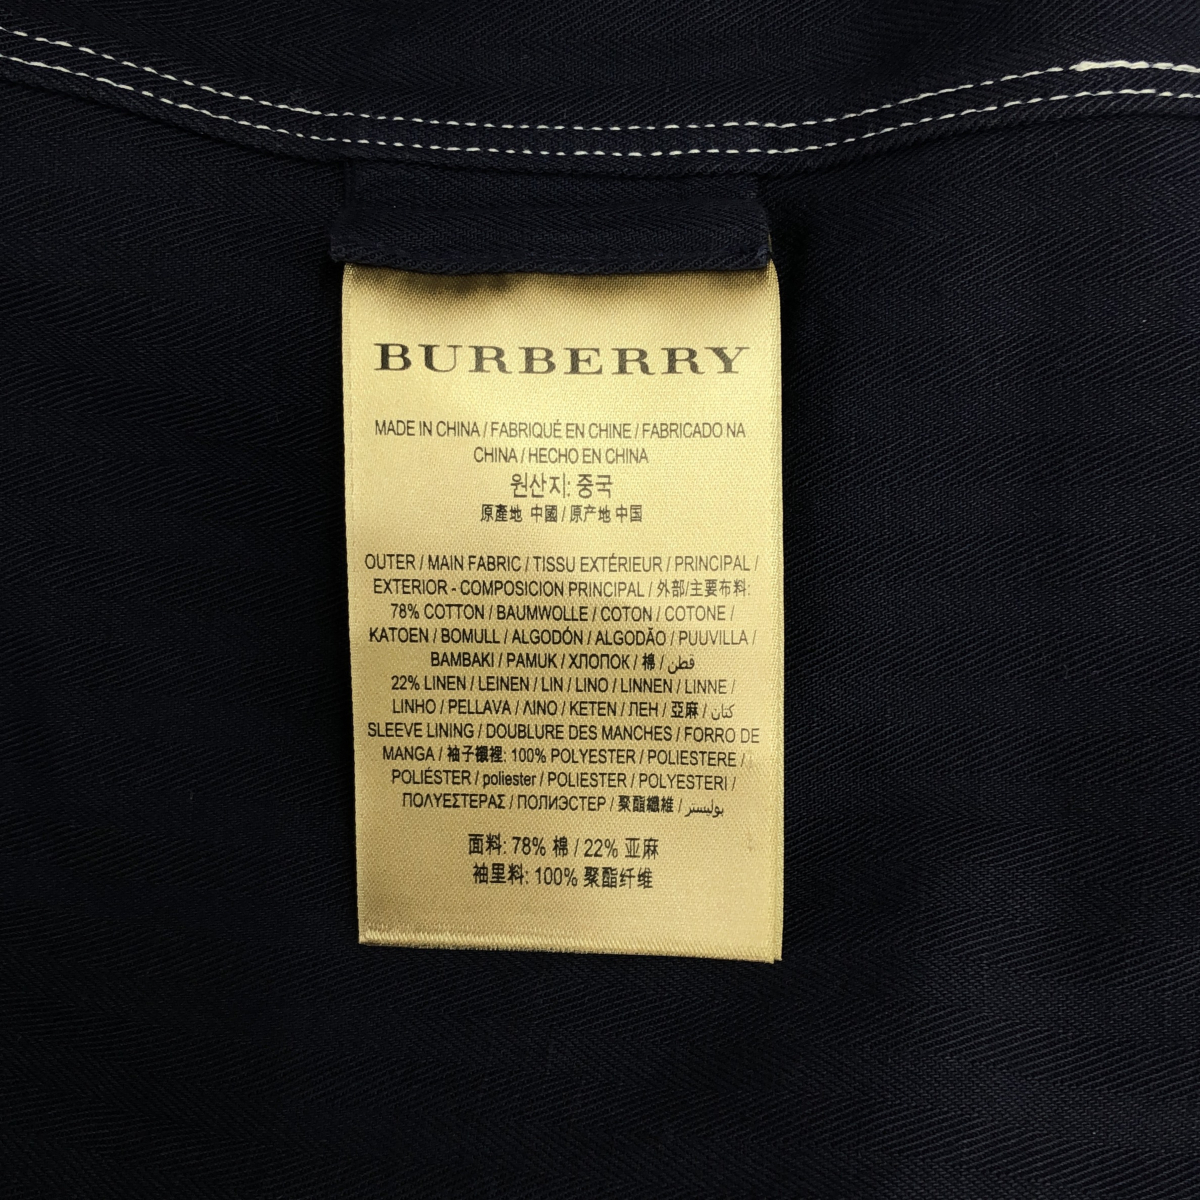 BURBERRY
MADE IN CHINA / FABRIQUÉ EN CHINE / FABRICADO NA
CHINA / HECHO EN CHINA
원산지: 중국
原產地 中國 / 原产地 中国
OUTER / MAIN FABRIC / TISSU EXTÉRIEUR / PRINCIPAL /
EXTERIOR - COMPOSICION PRINCIPAL / 外部/主要布料:
78% COTTON / BAUMWOLLE / COTON / COTONE /
KATOEN / BOMULL / ALGODÓN / ALGODÃO / PUUVILLA /
BAMBAKI / PAMUK / ХЛОПОК / 棉 / قطن
22% LINEN / LEINEN / LIN / LINO / LINNEN / LINNE /
LINHO / PELLAVA / ΛΙΝΟ / KETEN / ЛЕН / 亞麻 / كتان
SLEEVE LINING / DOUBLURE DES MANCHES / FORRO DE
MANGA / 袖子襯裡: 100% POLYESTER / POLIESTERE /
POLIÉSTER / poliester / POLIESTER / POLYESTERI /
ΠΟΛΥΕΣΤΕΡΑΣ / ПОЛИЭСТЕР / 聚酯纖維 / بوليستر
面料: 78% 棉 / 22% 亚麻
袖里料: 100% 聚酯纤维